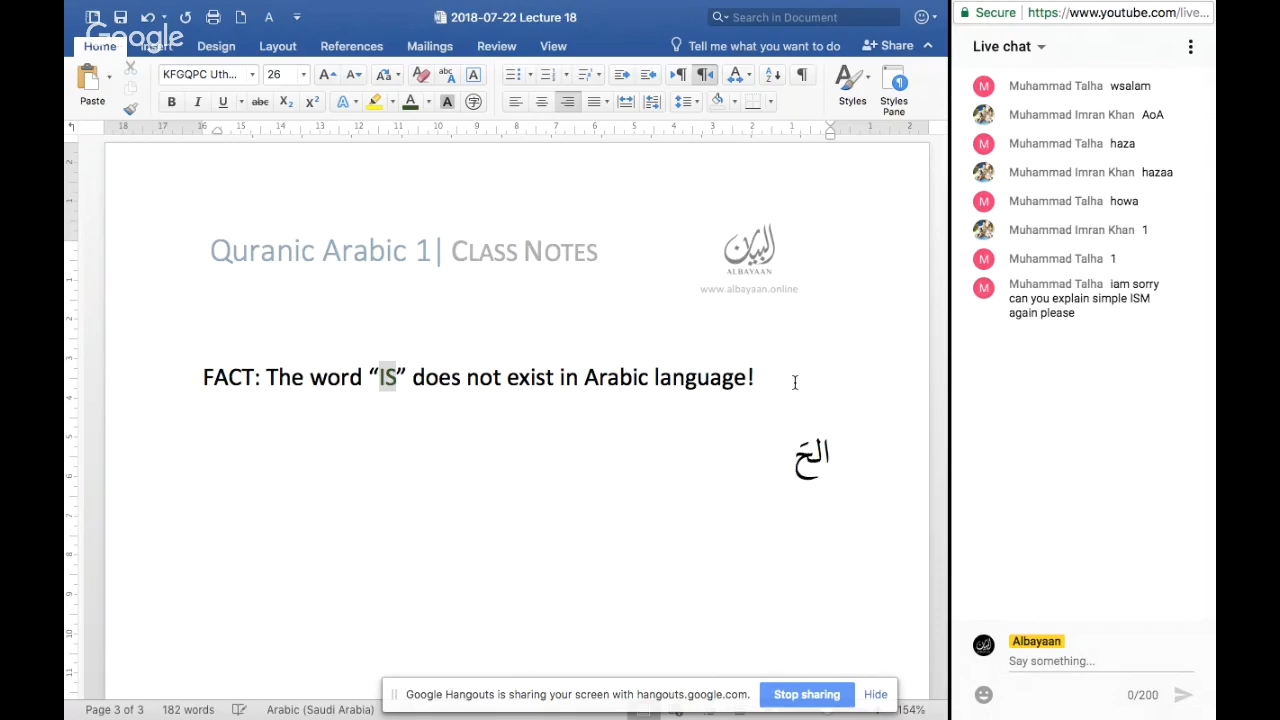 2018-07-22 Lecture 18
Search in Document
Google
Home
Insert
Design
Layout
References
Mailings
Review
View
Tell me what you want to do
Share
KFGQPC Uth...
26
Paste
Styles
Styles Pane
Quranic Arabic 1| CLASS NOTES
البيان
ALBAYAAN
www.albayaan.online
FACT: The word “IS” does not exist in Arabic language!
الحَ
Google Hangouts is sharing your screen with hangouts.google.com.
Stop sharing
Hide
Page 3 of 3
182 words
Arabic (Saudi Arabia)
154%
Secure
https://www.youtube.com/live...
Live chat
Muhammad Talha wsalam
Muhammad Imran Khan AoA
Muhammad Talha haza
Muhammad Imran Khan hazaa
Muhammad Talha howa
Muhammad Imran Khan 1
Muhammad Talha 1
Muhammad Talha iam sorry
can you explain simple ISM
again please
Albayaan
Say something...
0/200